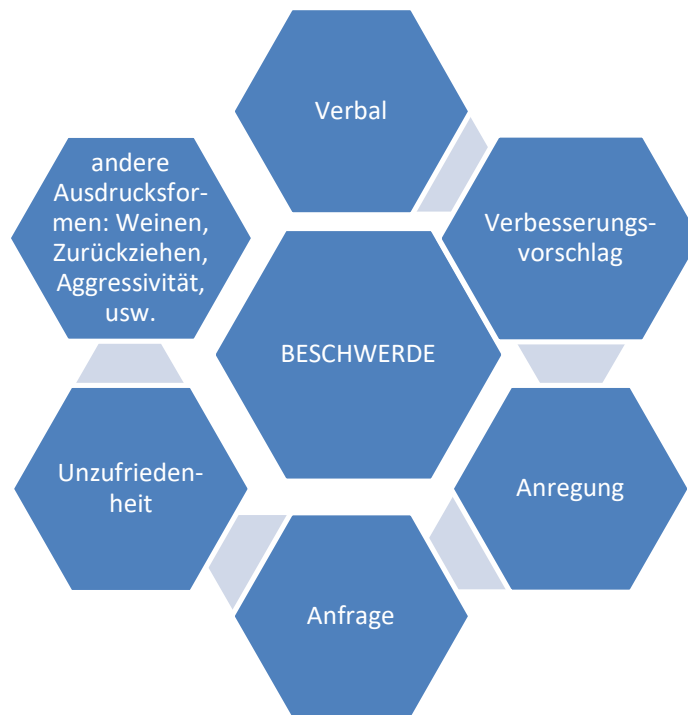 Verbal
andere
Ausdrucksfor-
men: Weinen,
Zurückziehen,
Aggressivität,
usw.
Verbesserungs-
vorschlag
BESCHWERDE
Unzufrieden-
heit
Anregung
Anfrage